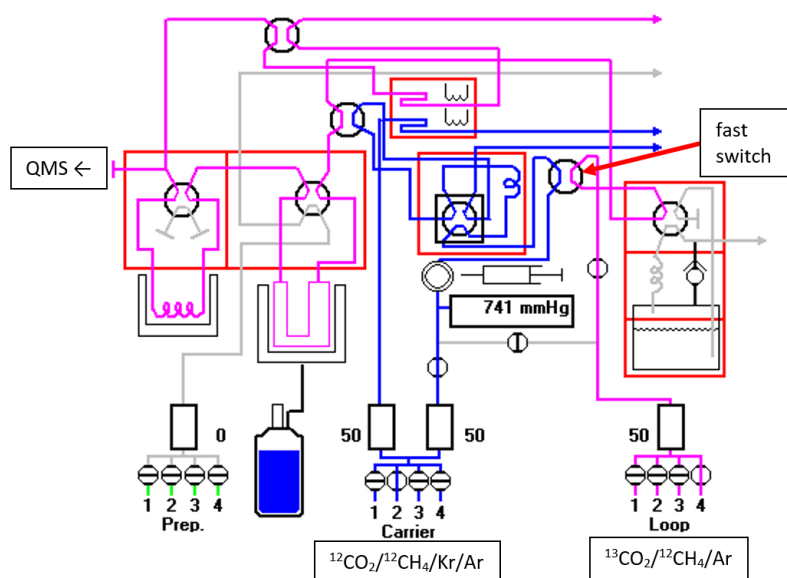 QMS ←
fast
switch
741 mmHg
0
50
50
50
1 2 3 4
Prep.
1 2 3 4
Carrier
1 2 3 4
Loop
¹²CO₂/¹²CH₄/Kr/Ar
¹³CO₂/¹²CH₄/Ar